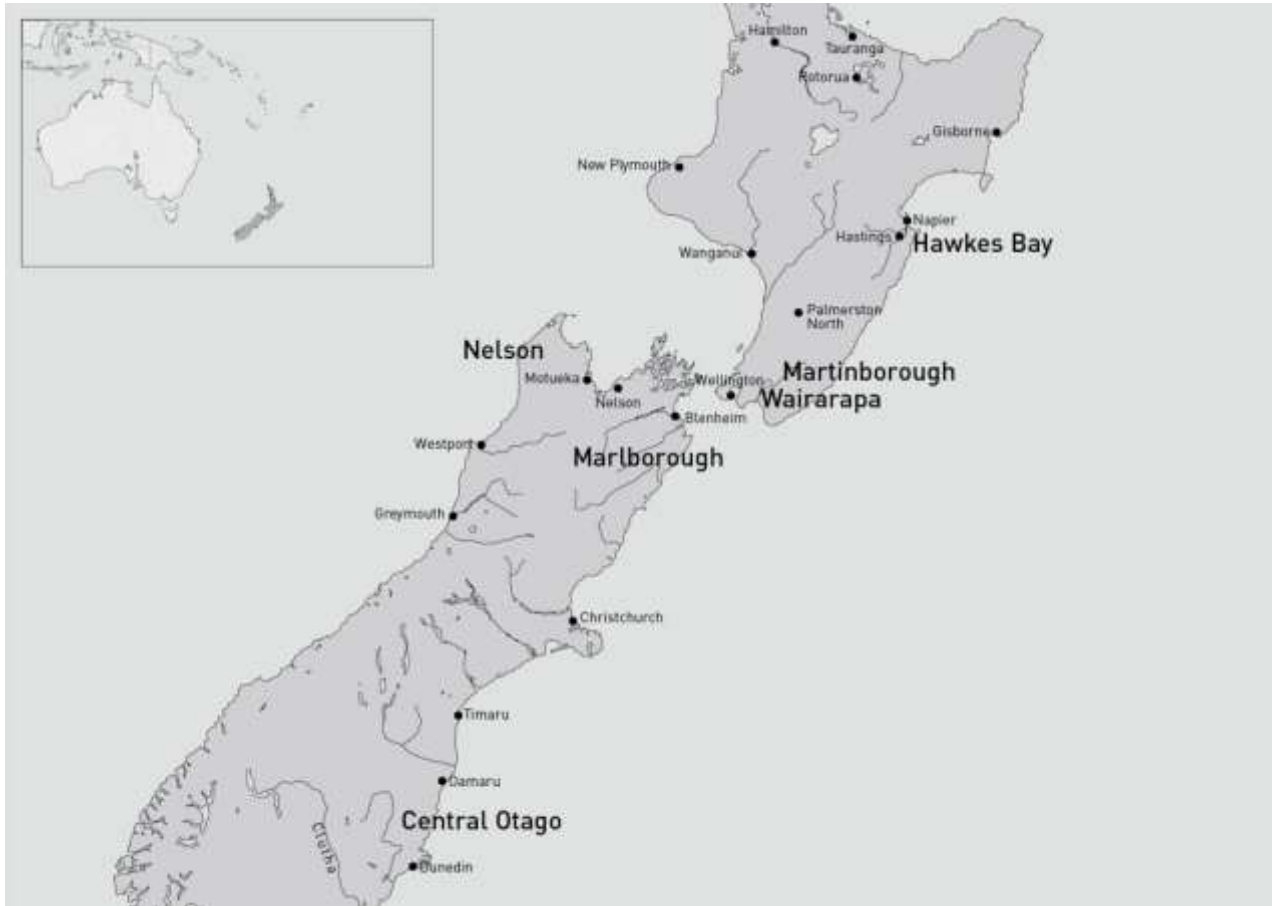 Hamilton
Tauranga
Rotorua
Gisborne
New Plymouth
Napier
Hastings
Hawkes Bay
Wanganui
Palmerston
North
Nelson
Motueka
Nelson
Wellington
Martinborough
Wairarapa
Blenheim
Westport
Marlborough
Greymouth
Christchurch
Timaru
Damaru
Central Otago
Clutha
Dunedin